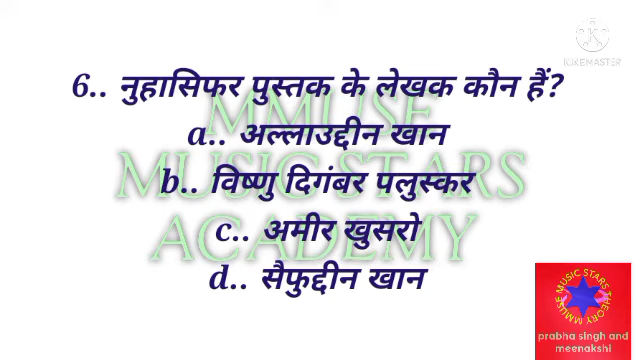 KINEMASTER
6.. नुहासिफर पुस्तक के लेखक कौन हैं?
a.. अल्लाउद्दीन खान
b.. विष्णु दिगंबर पलुस्कर
c.. अमीर खुसरो
d.. सैफुद्दीन खान
MMUSE
MUSIC STARS
ACADEMY
MMUSE MUSIC STARS THEORY
prabha singh and
meenakshi